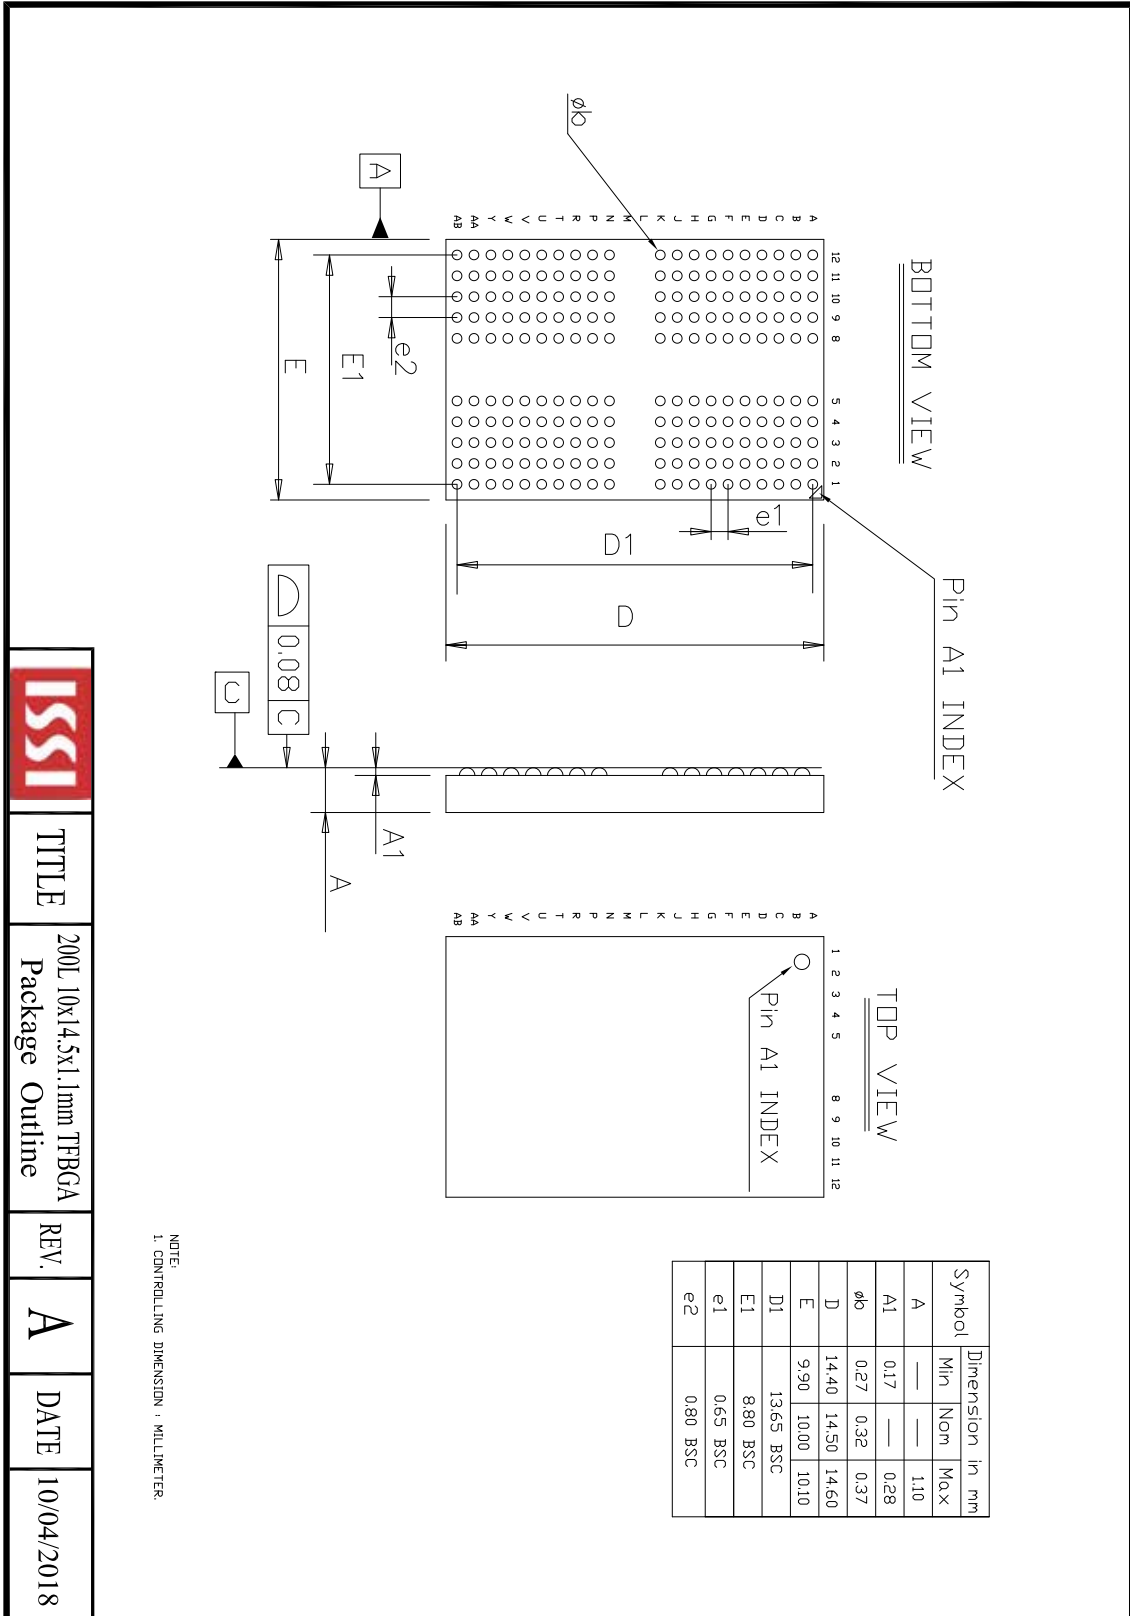 BOTTOM VIEW
Pin A1 INDEX
12 11 10 9 8 5 4 3 2 1
A
B
C
D
E
F
G
H
J
K
L
M
N
P
R
T
U
V
W
Y
AA
AB
øb
A
e1
D1
D
e2
E1
E
0.08 C
C
A1
A
TOP VIEW
1 2 3 4 5 8 9 10 11 12
A
B
C
D
E
F
G
H
J
K
L
M
N
P
R
T
U
V
W
Y
AA
AB
Pin A1 INDEX
Symbol Dimension in mm
Min Nom Max
A — — 1.10
A1 0.17 — 0.28
øb 0.27 0.32 0.37
D 14.40 14.50 14.60
E 9.90 10.00 10.10
D1 13.65 BSC
E1 8.80 BSC
e1 0.65 BSC
e2 0.80 BSC
NOTE:
1. CONTROLLING DIMENSION : MILLIMETER.
ISSI
TITLE
200L 10x14.5x1.1mm TFBGA
Package Outline
REV.
A
DATE
10/04/2018